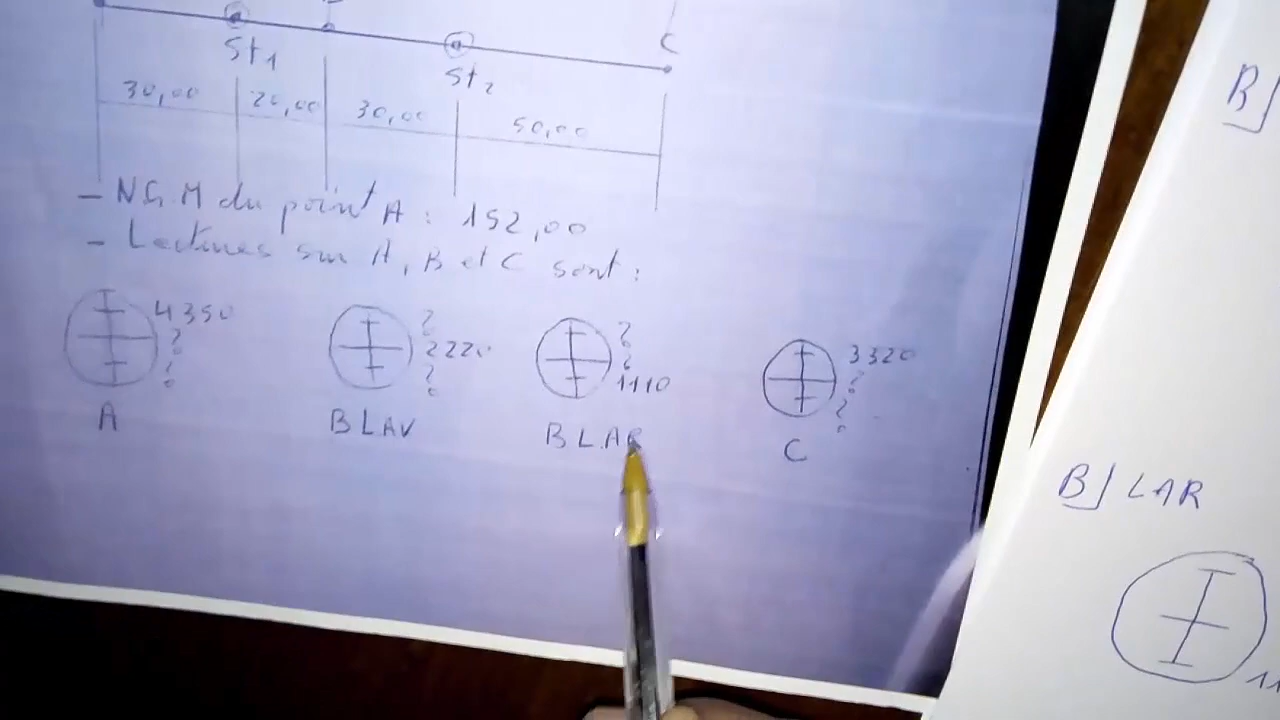 C
St1
St2
30,00
20,00
30,00
50,00
- NGM du point A : 152,00
- Lectures sur A, B et C sont :
4350
?
?
A
?
2220
?
B LAV
?
?
1110
B LAR
3320
?
?
C
B]
B] LAR
11